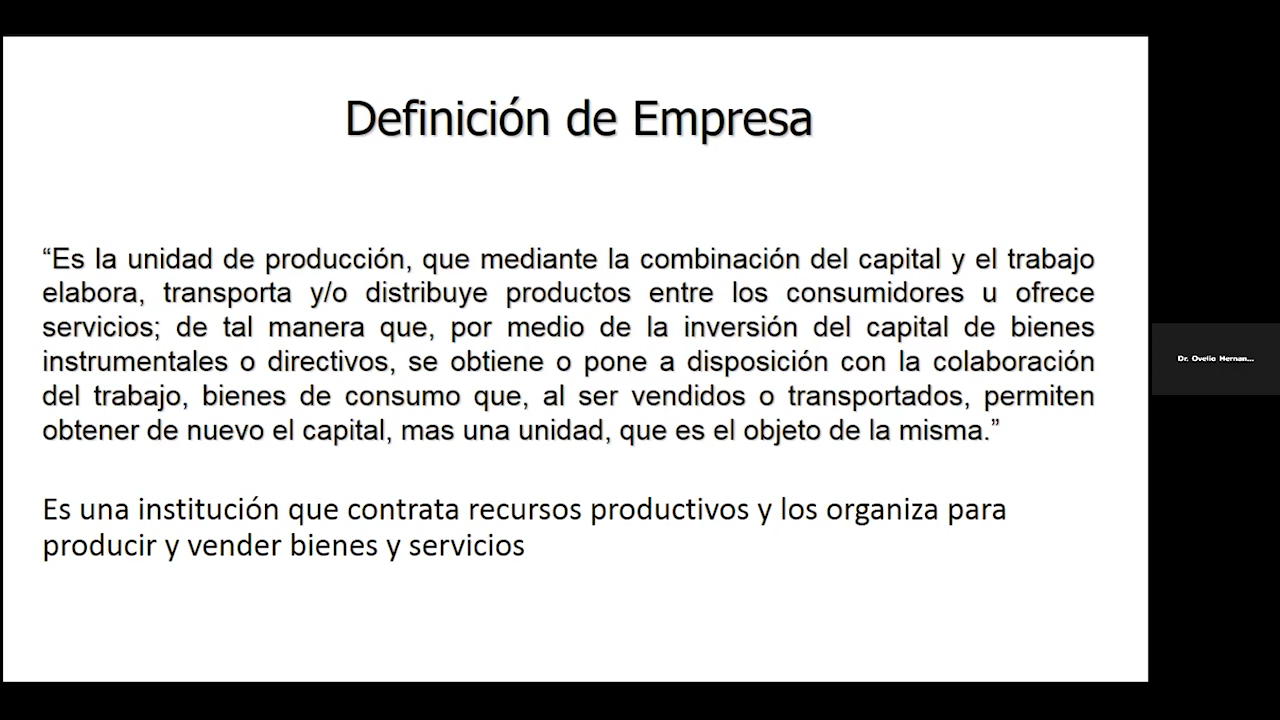 Definición de Empresa
“Es la unidad de producción, que mediante la combinación del capital y el trabajo
elabora, transporta y/o distribuye productos entre los consumidores u ofrece
servicios; de tal manera que, por medio de la inversión del capital de bienes
instrumentales o directivos, se obtiene o pone a disposición con la colaboración
del trabajo, bienes de consumo que, al ser vendidos o transportados, permiten
obtener de nuevo el capital, mas una unidad, que es el objeto de la misma.”
Es una institución que contrata recursos productivos y los organiza para
producir y vender bienes y servicios
Dr. Ovelio Hernan...